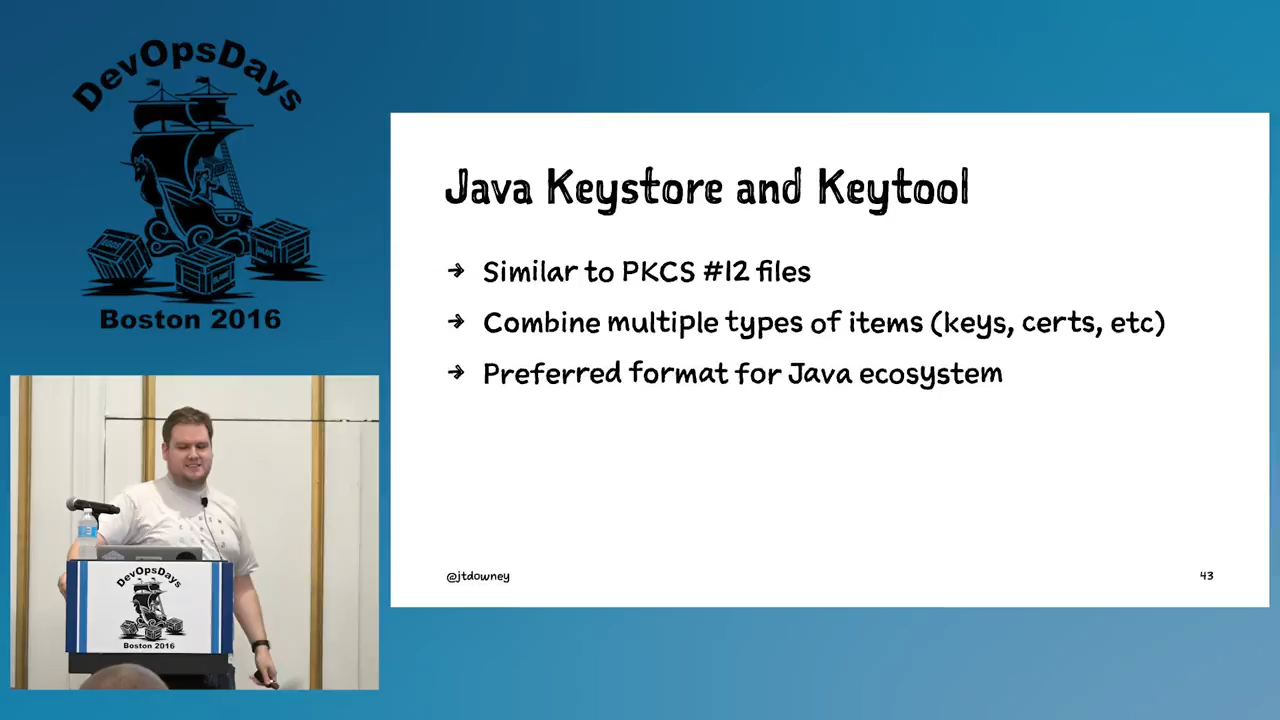 DevOpsDays
Boston 2016
Java Keystore and Keytool
→ Similar to PKCS #12 files
→ Combine multiple types of items (keys, certs, etc)
→ Preferred format for Java ecosystem
@jtdowney
43
DevOpsDays
Boston 2016